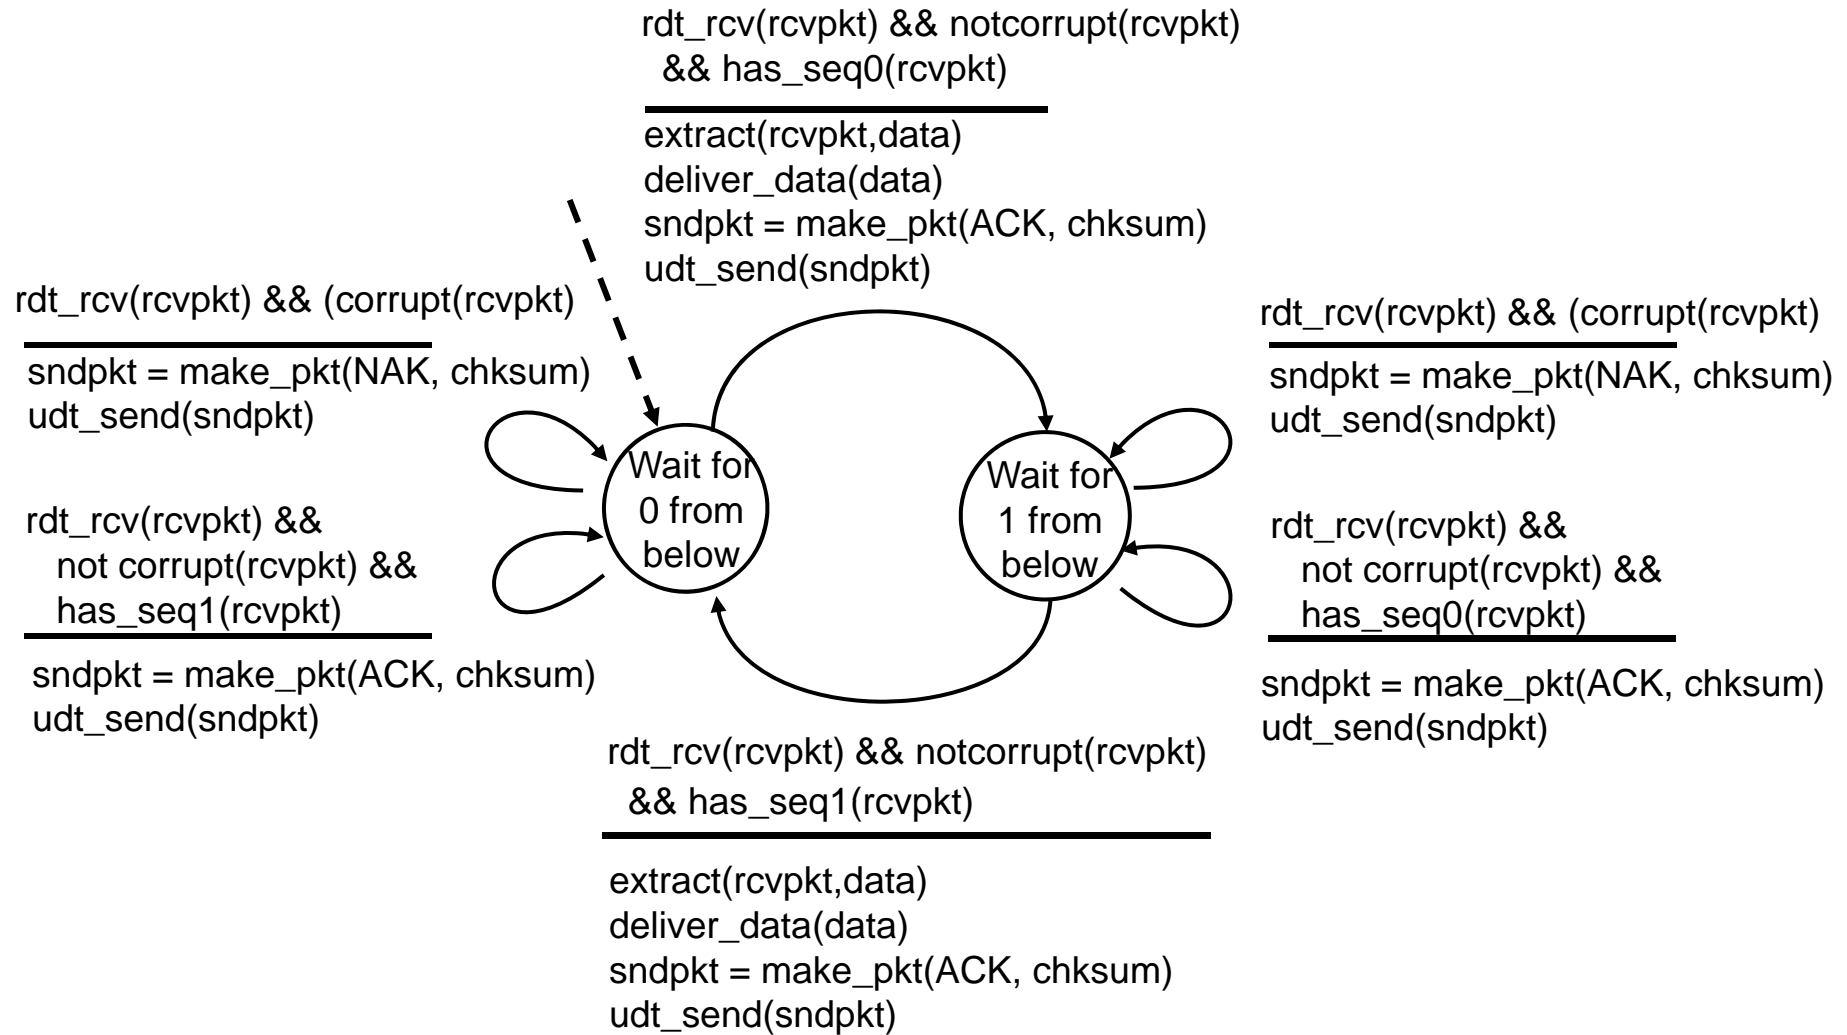 rdt_rcv(rcvpkt) && notcorrupt(rcvpkt)
&& has_seq0(rcvpkt)
extract(rcvpkt,data)
deliver_data(data)
sndpkt = make_pkt(ACK, chksum)
udt_send(sndpkt)
rdt_rcv(rcvpkt) && (corrupt(rcvpkt)
sndpkt = make_pkt(NAK, chksum)
udt_send(sndpkt)
rdt_rcv(rcvpkt) &&
not corrupt(rcvpkt) &&
has_seq1(rcvpkt)
sndpkt = make_pkt(ACK, chksum)
udt_send(sndpkt)
Wait for
0 from
below
Wait for
1 from
below
rdt_rcv(rcvpkt) && (corrupt(rcvpkt)
sndpkt = make_pkt(NAK, chksum)
udt_send(sndpkt)
rdt_rcv(rcvpkt) &&
not corrupt(rcvpkt) &&
has_seq0(rcvpkt)
sndpkt = make_pkt(ACK, chksum)
udt_send(sndpkt)
rdt_rcv(rcvpkt) && notcorrupt(rcvpkt)
&& has_seq1(rcvpkt)
extract(rcvpkt,data)
deliver_data(data)
sndpkt = make_pkt(ACK, chksum)
udt_send(sndpkt)